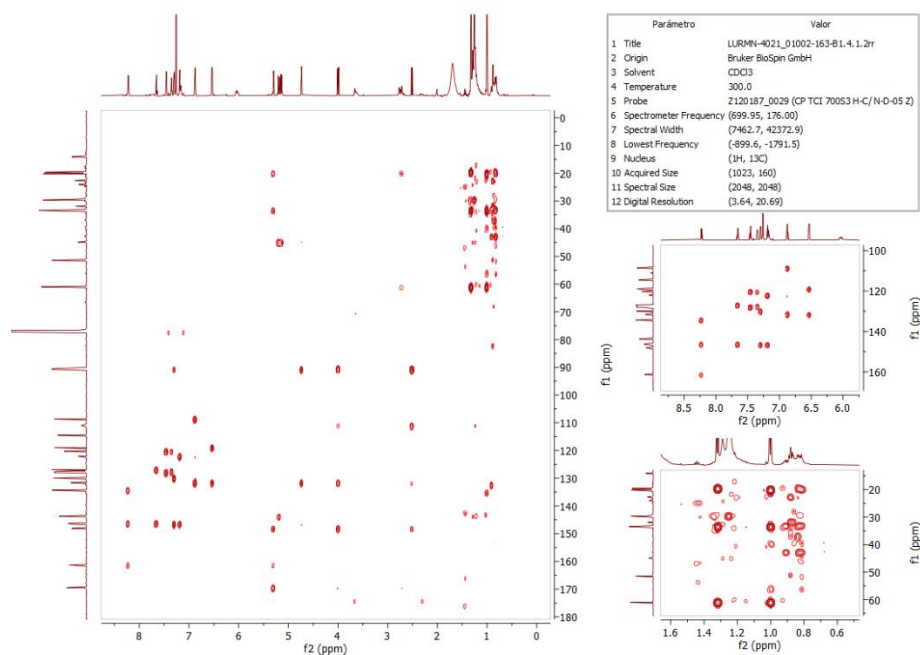 Parámetro Valor
1 Title LURMN-4021_01002-163-B1.4.1.2rr
2 Origin Bruker BioSpin GmbH
3 Solvent CDCl3
4 Temperature 300.0
5 Probe Z120187_0029 (CP TCI 700S3 H-C/N-D-05 Z)
6 Spectrometer Frequency (699.95, 176.00)
7 Spectral Width (7462.7, 42372.9)
8 Lowest Frequency (-899.6, -1791.5)
9 Nucleus (1H, 13C)
10 Acquired Size (1023, 160)
11 Spectral Size (2048, 2048)
12 Digital Resolution (3.64, 20.69)
0
10
20
30
40
50
60
70
80
90
100
110
120
130
140
150
160
170
180
f1 (ppm)
8 7 6 5 4 3 2 1 0
f2 (ppm)
100
120
140
160
f1 (ppm)
8.5 8.0 7.5 7.0 6.5 6.0
f2 (ppm)
20
30
40
50
60
f1 (ppm)
1.6 1.4 1.2 1.0 0.8 0.6
f2 (ppm)